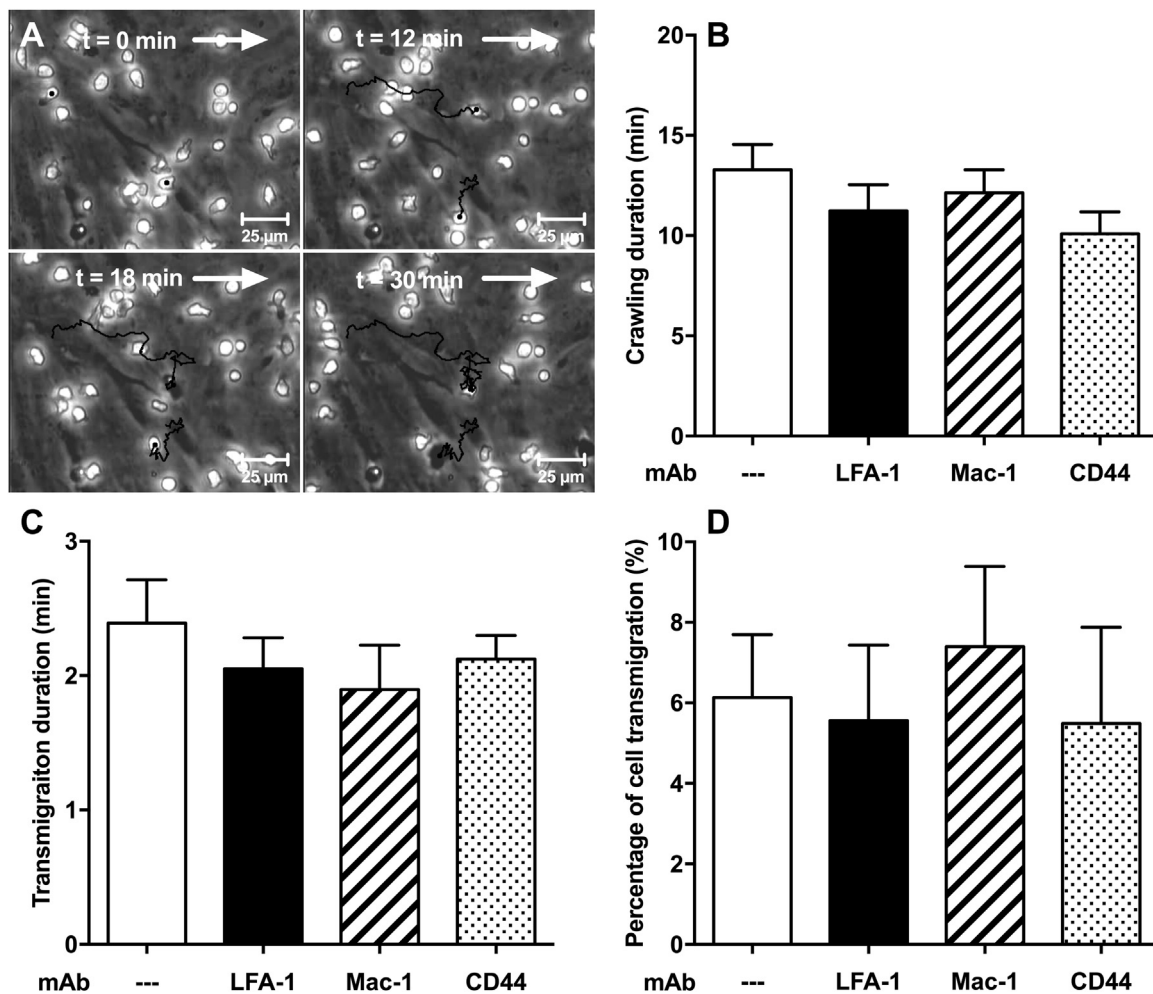 A
t = 0 min
25 µm
t = 12 min
25 µm
t = 18 min
25 µm
t = 30 min
25 µm
B
Crawling duration (min)
20
15
10
5
0
mAb --- LFA-1 Mac-1 CD44
C
Transmigraiton duration (min)
3
2
1
0
mAb --- LFA-1 Mac-1 CD44
D
Percentage of cell transmigration (%)
10
8
6
4
2
0
mAb --- LFA-1 Mac-1 CD44